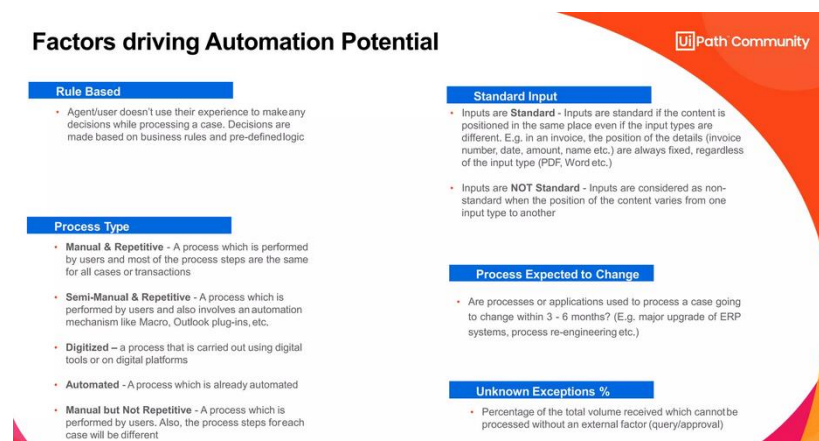 Factors driving Automation Potential
UiPath Community
Rule Based
• Agent/user doesn't use their experience to makeany
decisions while processing a case. Decisions are
made based on business rules and pre-definedlogic
Process Type
• Manual & Repetitive - A process which is performed
by users and most of the process steps are the same
for all cases or transactions
• Semi-Manual & Repetitive - A process which is
performed by users and also involves an automation
mechanism like Macro, Outlook plug-ins, etc.
• Digitized – a process that is carried out using digital
tools or on digital platforms
• Automated - A process which is already automated
• Manual but Not Repetitive - A process which is
performed by users. Also, the process steps foreach
case will be different
Standard Input
• Inputs are Standard - Inputs are standard if the content is
positioned in the same place even if the input types are
different. E.g. in an invoice, the position of the details (invoice
number, date, amount, name etc.) are always fixed, regardless
of the input type (PDF, Word etc.)
• Inputs are NOT Standard - Inputs are considered as non-
standard when the position of the content varies from one
input type to another
Process Expected to Change
• Are processes or applications used to process a case going
to change within 3 - 6 months? (E.g. major upgrade of ERP
systems, process re-engineering etc.)
Unknown Exceptions %
• Percentage of the total volume received which cannot be
processed without an external factor (query/approval)